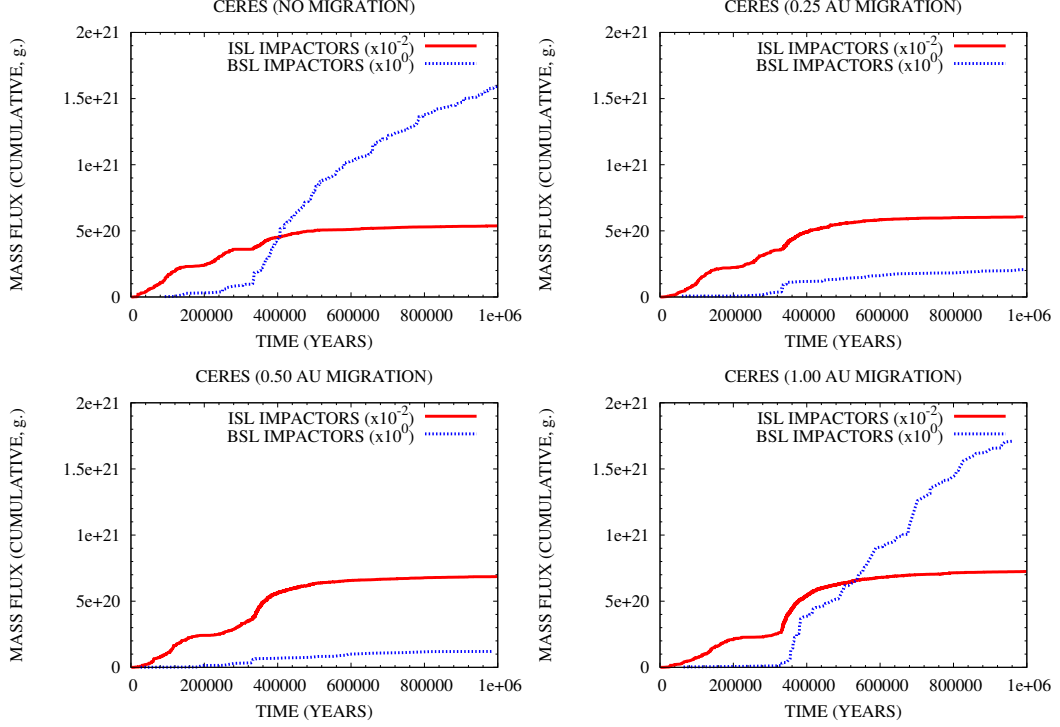 CERES (NO MIGRATION)
MASS FLUX (CUMULATIVE, g.)
2e+21
1.5e+21
1e+21
5e+20
0
ISL IMPACTORS (x10^-2)
BSL IMPACTORS (x10^0)
0 200000 400000 600000 800000 1e+06
TIME (YEARS)
CERES (0.25 AU MIGRATION)
MASS FLUX (CUMULATIVE, g.)
2e+21
1.5e+21
1e+21
5e+20
0
ISL IMPACTORS (x10^-2)
BSL IMPACTORS (x10^0)
0 200000 400000 600000 800000 1e+06
TIME (YEARS)
CERES (0.50 AU MIGRATION)
MASS FLUX (CUMULATIVE, g.)
2e+21
1.5e+21
1e+21
5e+20
0
ISL IMPACTORS (x10^-2)
BSL IMPACTORS (x10^0)
0 200000 400000 600000 800000 1e+06
TIME (YEARS)
CERES (1.00 AU MIGRATION)
MASS FLUX (CUMULATIVE, g.)
2e+21
1.5e+21
1e+21
5e+20
0
ISL IMPACTORS (x10^-2)
BSL IMPACTORS (x10^0)
0 200000 400000 600000 800000 1e+06
TIME (YEARS)